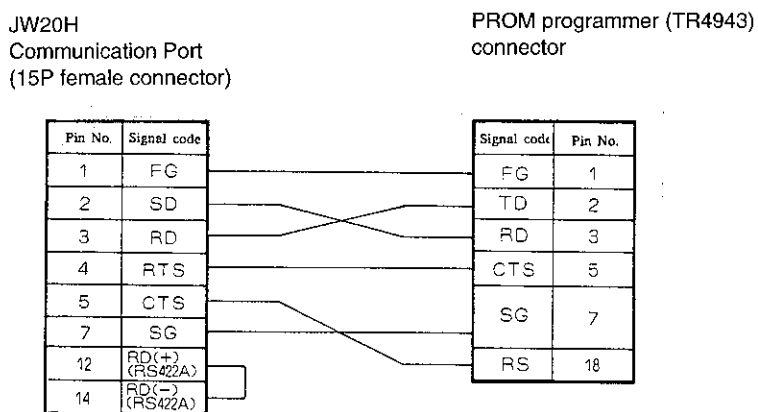 JW20H
Communication Port
(15P female connector)
PROM programmer (TR4943)
connector
Pin No. Signal code
1 FG
2 SD
3 RD
4 RTS
5 CTS
7 SG
12 RD(+)
(RS422A)
14 RD(-)
(RS422A)
Signal code Pin No.
FG 1
TD 2
RD 3
CTS 5
SG 7
RS 18